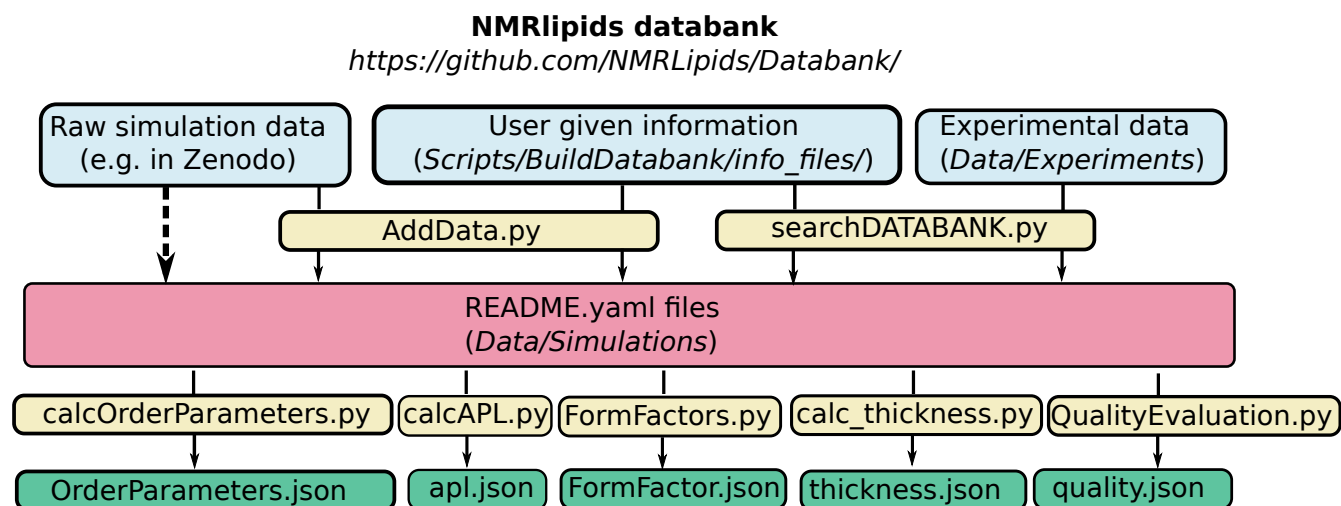 NMRlipids databank
https://github.com/NMRLipids/Databank/
Raw simulation data
(e.g. in Zenodo)
User given information
(Scripts/BuildDatabank/info_files/)
Experimental data
(Data/Experiments)
AddData.py
searchDATABANK.py
README.yaml files
(Data/Simulations)
calcOrderParameters.py
calcAPL.py
FormFactors.py
calc_thickness.py
QualityEvaluation.py
OrderParameters.json
apl.json
FormFactor.json
thickness.json
quality.json